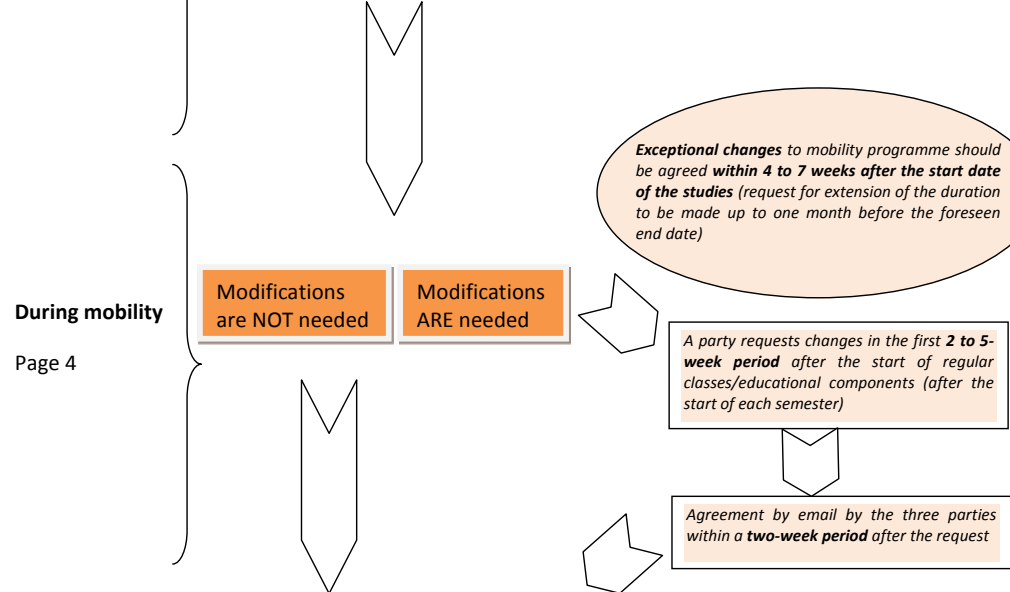 Exceptional changes to mobility programme should
be agreed within 4 to 7 weeks after the start date
of the studies (request for extension of the duration
to be made up to one month before the foreseen
end date)
During mobility
Page 4
Modifications
are NOT needed
Modifications
ARE needed
A party requests changes in the first 2 to 5-
week period after the start of regular
classes/educational components (after the
start of each semester)
Agreement by email by the three parties
within a two-week period after the request